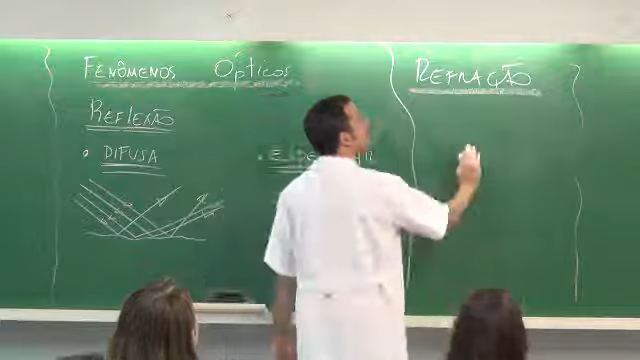 FENÔMENOS ÓPTICOS
REFLEXÃO
• DIFUSA
REFRAÇÃO